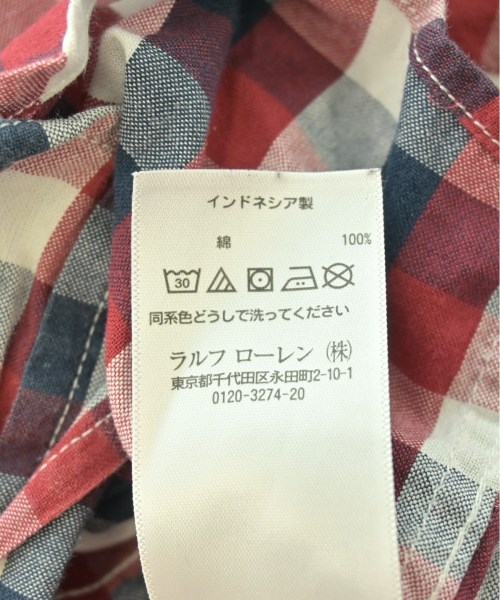 インドネシア製
綿 100%
30
同系色どうしで洗ってください
ラルフ ローレン (株)
東京都千代田区永田町2-10-1
0120-3274-20